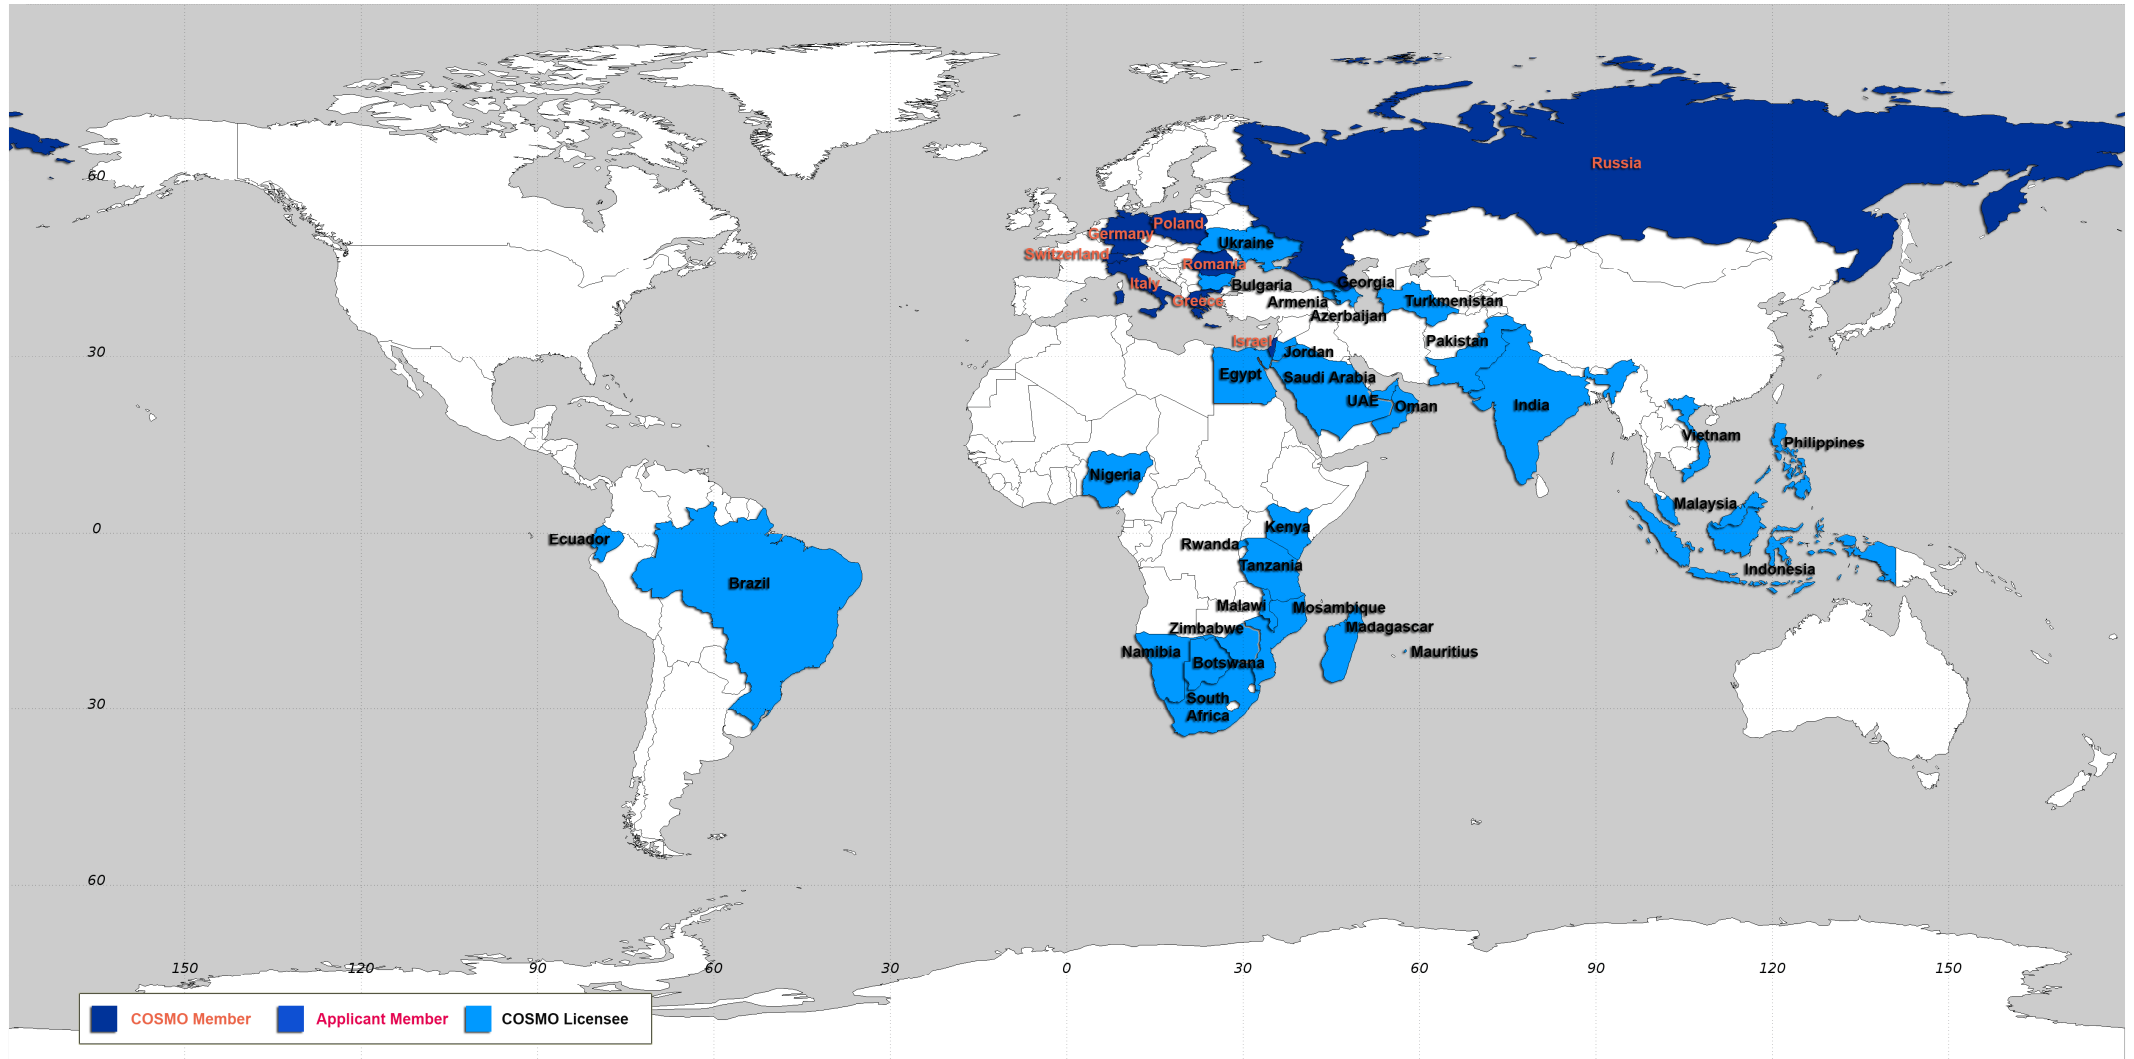 60
Russia
Poland
Germany
Ukraine
Switzerland
Romania
Italy
Georgia
Bulgaria
Greece
Armenia
Turkmenistan
Azerbaijan
Israel
Pakistan
30
Jordan
Egypt
Saudi Arabia
UAE
Oman
India
Vietnam
Philippines
Nigeria
Malaysia
0
Kenya
Ecuador
Rwanda
Tanzania
Indonesia
Brazil
Malawi
Mosambique
Zimbabwe
Madagascar
Namibia
Mauritius
Botswana
South
Africa
30
60
150 120 90 60 30 0 30 60 90 120 150
COSMO Member Applicant Member COSMO Licensee